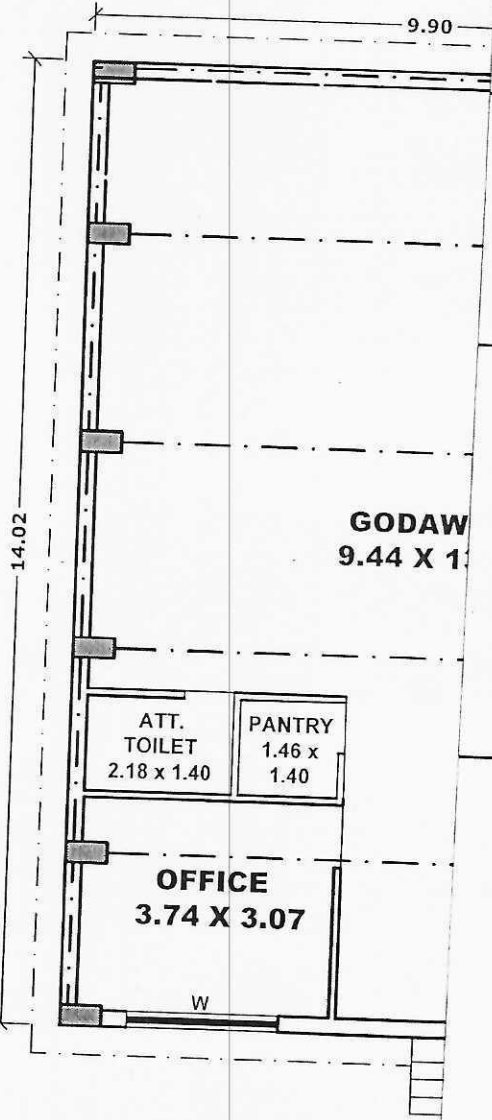 9.90
14.02
GODAW
9.44 X 1
ATT.
TOILET
2.18 x 1.40
PANTRY
1.46 x
1.40
OFFICE
3.74 X 3.07
W